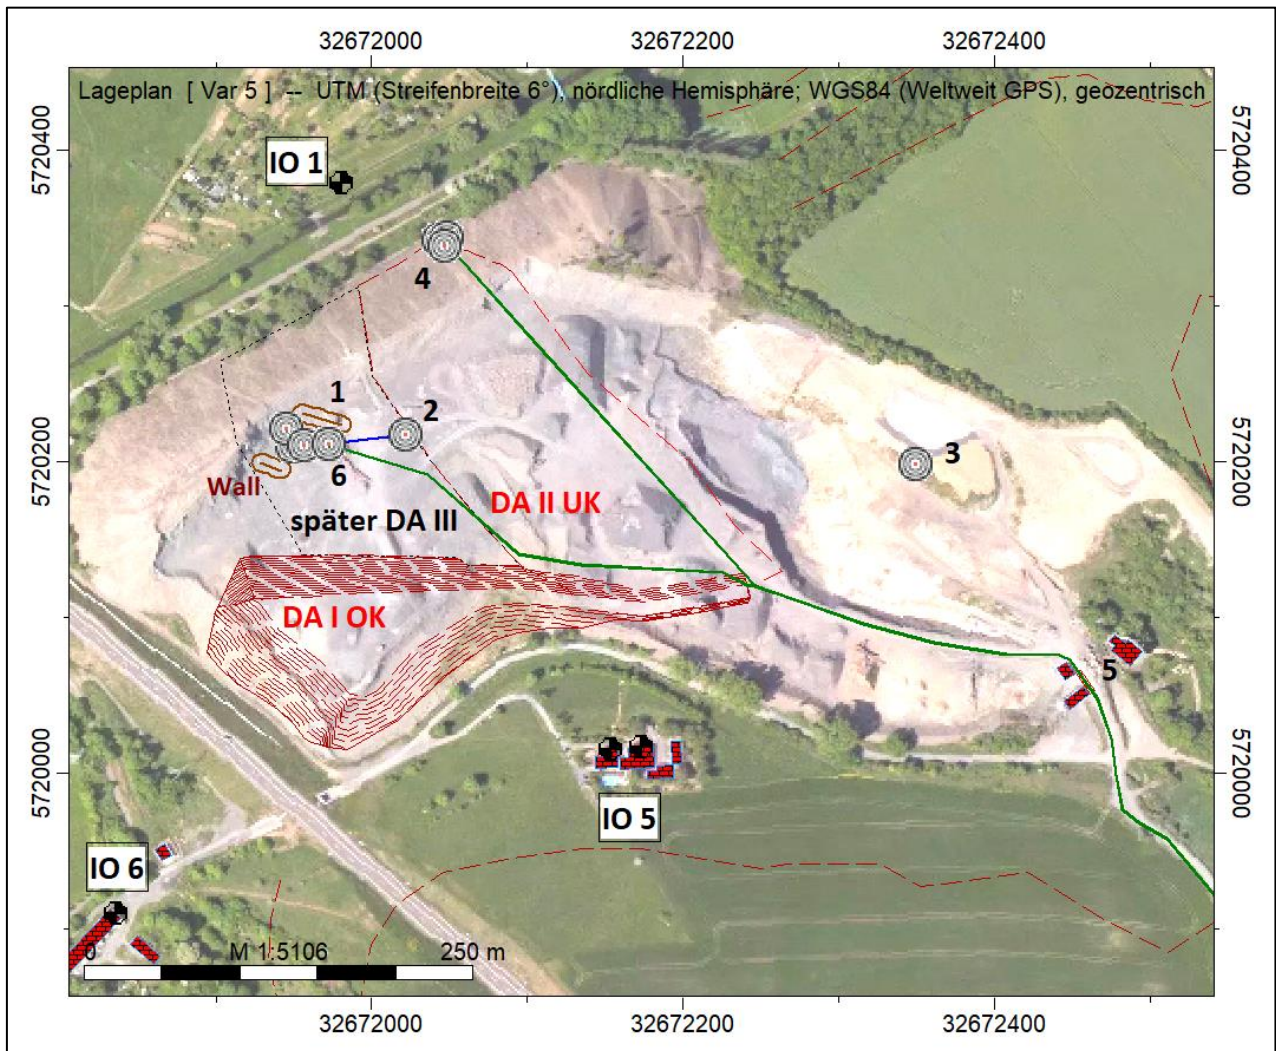 32672000 32672200 32672400
Lageplan [ Var 5 ] -- UTM (Streifenbreite 6°), nördliche Hemisphäre; WGS84 (Weltweit GPS), geozentrisch
5720400
5720400
IO 1
4
1
2
3
5720200
5720200
6
Wall
DA II UK
später DA III
DA I OK
5
5720000
5720000
IO 5
IO 6
0 M 1:5106 250 m
32672000 32672200 32672400